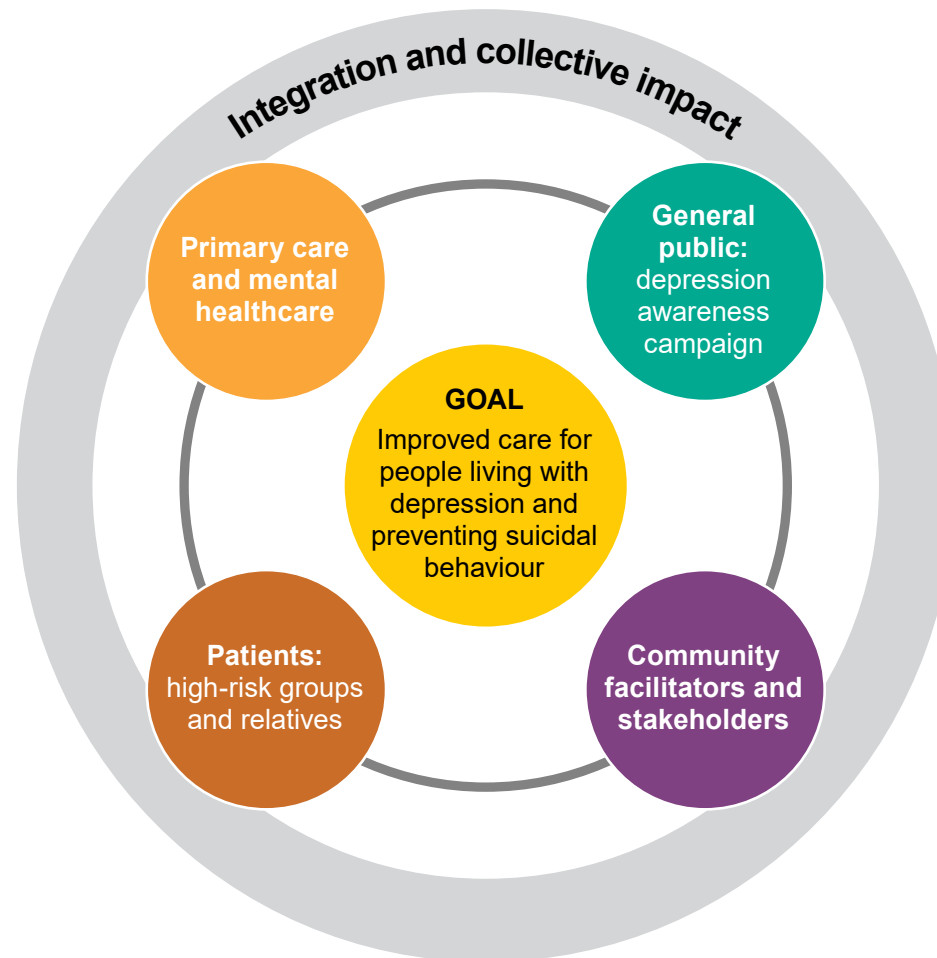 Integration and collective impact
Primary care
and mental
healthcare
General
public:
depression
awareness
campaign
GOAL
Improved care for
people living with
depression and
preventing suicidal
behaviour
Patients:
high-risk groups
and relatives
Community
facilitators and
stakeholders